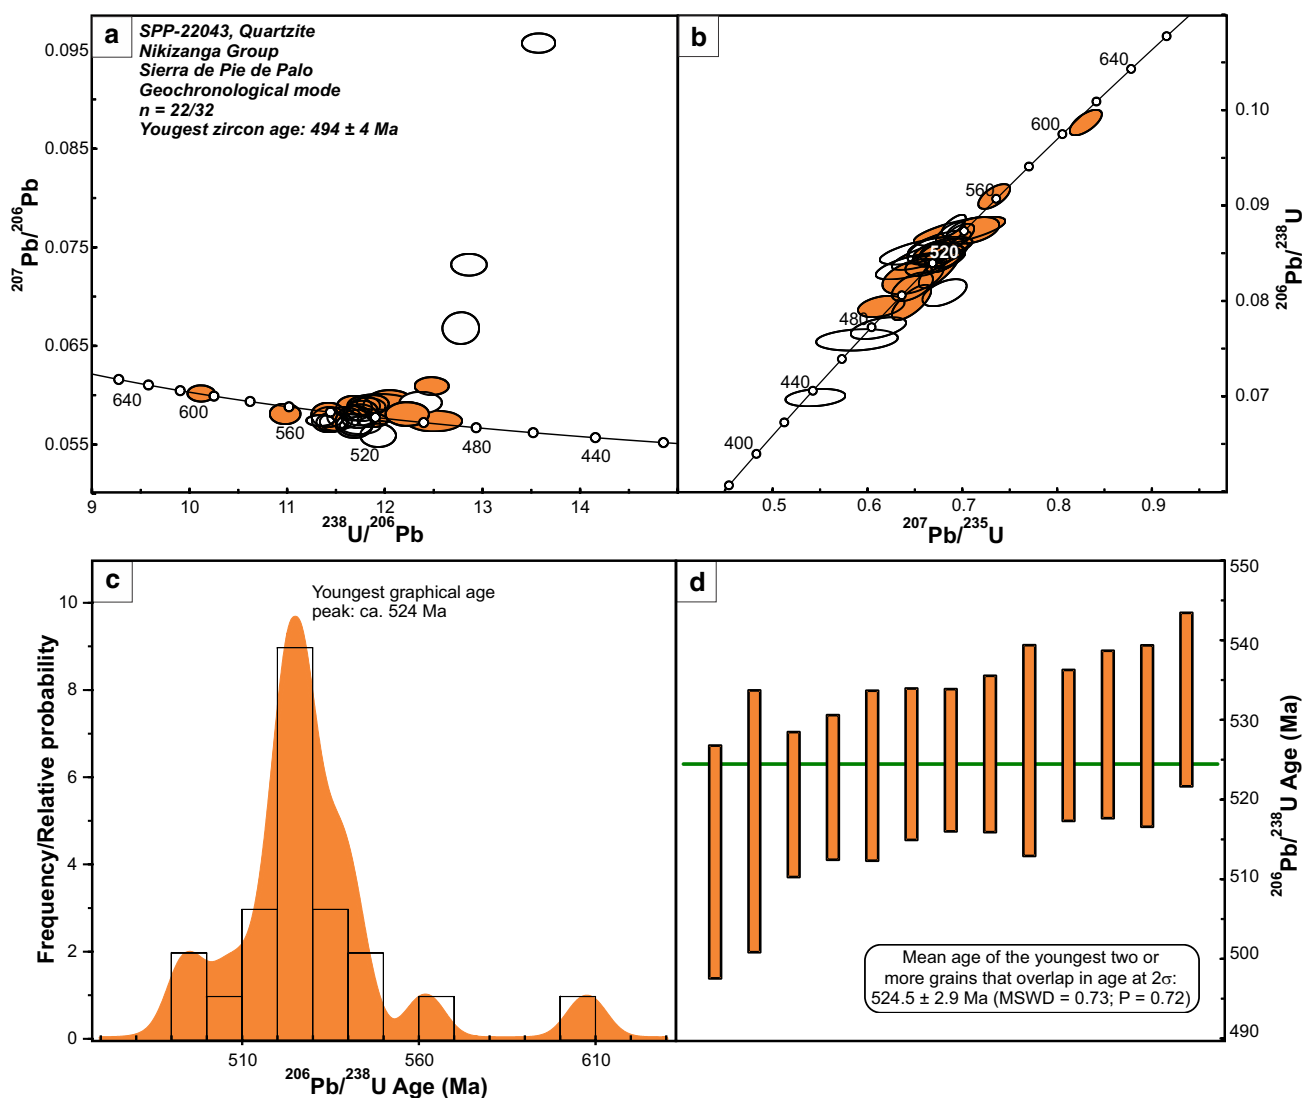 a
SPP-22043, Quartzite
Nikizanga Group
Sierra de Pie de Palo
Geochronological mode
n = 22/32
Yougest zircon age: 494 ± 4 Ma
0.095
0.085
0.075
0.065
0.055
207Pb/206Pb
640
600
560
520
480
440
9
10
11
12
13
14
238U/206Pb
b
640
600
560
520
480
440
400
0.10
0.09
0.08
0.07
206Pb/238U
0.5
0.6
0.7
0.8
0.9
207Pb/235U
c
Youngest graphical age
peak: ca. 524 Ma
10
8
6
4
2
0
Frequency/Relative probability
510
560
610
206Pb/238U Age (Ma)
d
550
540
530
520
510
500
490
206Pb/238U Age (Ma)
Mean age of the youngest two or
more grains that overlap in age at 2σ:
524.5 ± 2.9 Ma (MSWD = 0.73; P = 0.72)